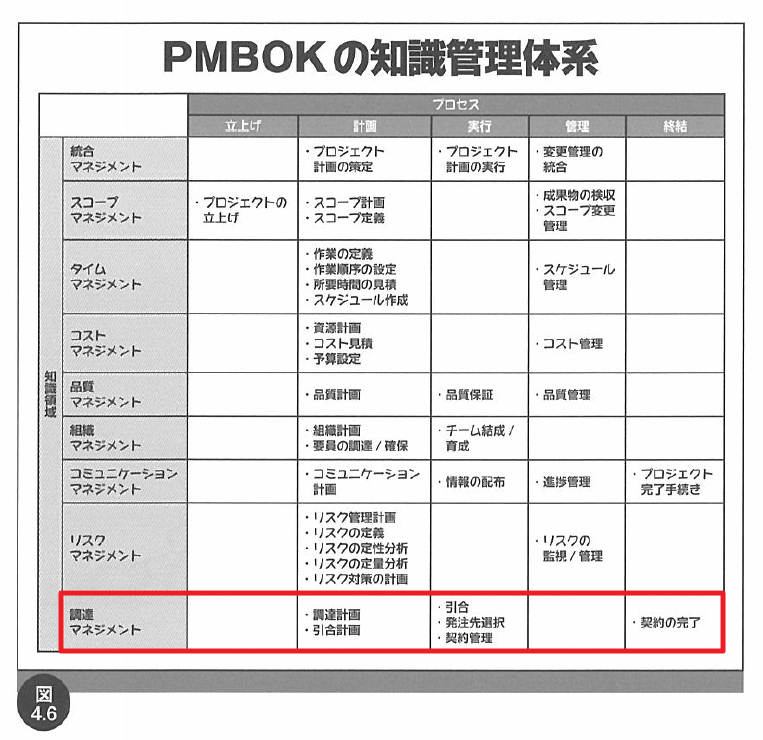 PMBOKの知識管理体系
プロセス
立上げ 計画 実行 管理 終結
知識領域
統合
マネジメント
・プロジェクト
計画の策定
・プロジェクト
計画の実行
・変更管理の
統合
スコープ
マネジメント
・プロジェクトの
立上げ
・スコープ計画
・スコープ定義
・成果物の検収
・スコープ変更
管理
タイム
マネジメント
・作業の定義
・作業順序の設定
・所要時間の見積
・スケジュール作成
・スケジュール
管理
コスト
マネジメント
・資源計画
・コスト見積
・予算設定
・コスト管理
品質
マネジメント
・品質計画
・品質保証
・品質管理
組織
マネジメント
・組織計画
・要員の調達/確保
・チーム結成/
育成
コミュニケーション
マネジメント
・コミュニケーション
計画
・情報の配布
・進捗管理
・プロジェクト
完了手続き
リスク
マネジメント
・リスク管理計画
・リスクの定義
・リスクの定性分析
・リスクの定量分析
・リスク対策の計画
・リスクの
監視/管理
調達
マネジメント
・調達計画
・引合計画
・引合
・発注先選択
・契約管理
・契約の完了
図
4.6